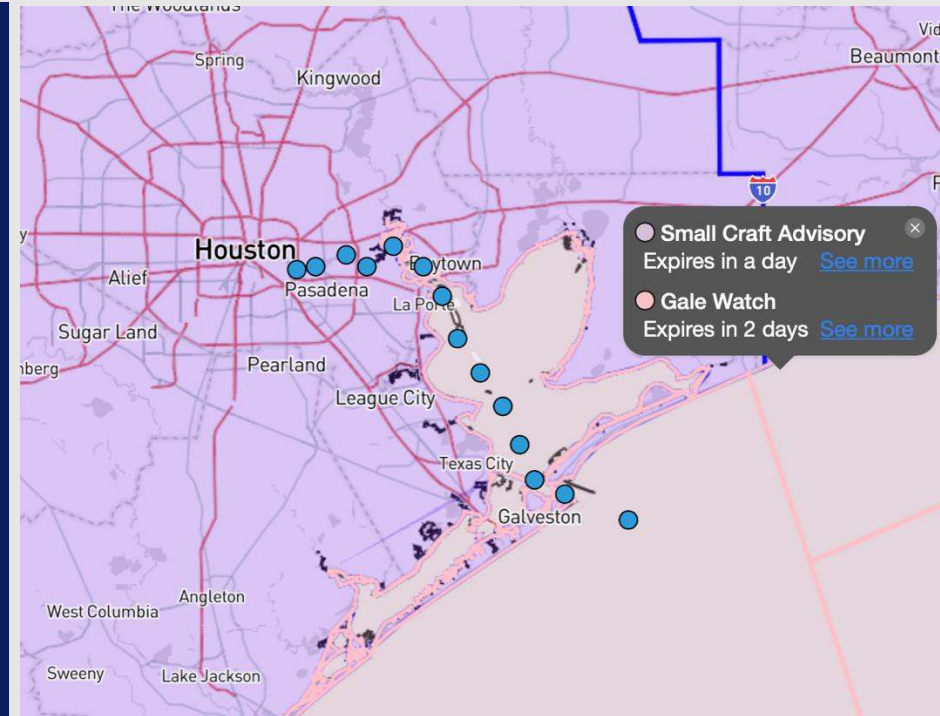 The Woodlands
Spring
Kingwood
Beaumont
10
Houston
Baytown
Alief
Pasadena
La Porte
Sugar Land
Pearland
League City
Texas City
Galveston
West Columbia
Angleton
Sweeny
Lake Jackson
Small Craft Advisory
Expires in a day See more
Gale Watch
Expires in 2 days See more